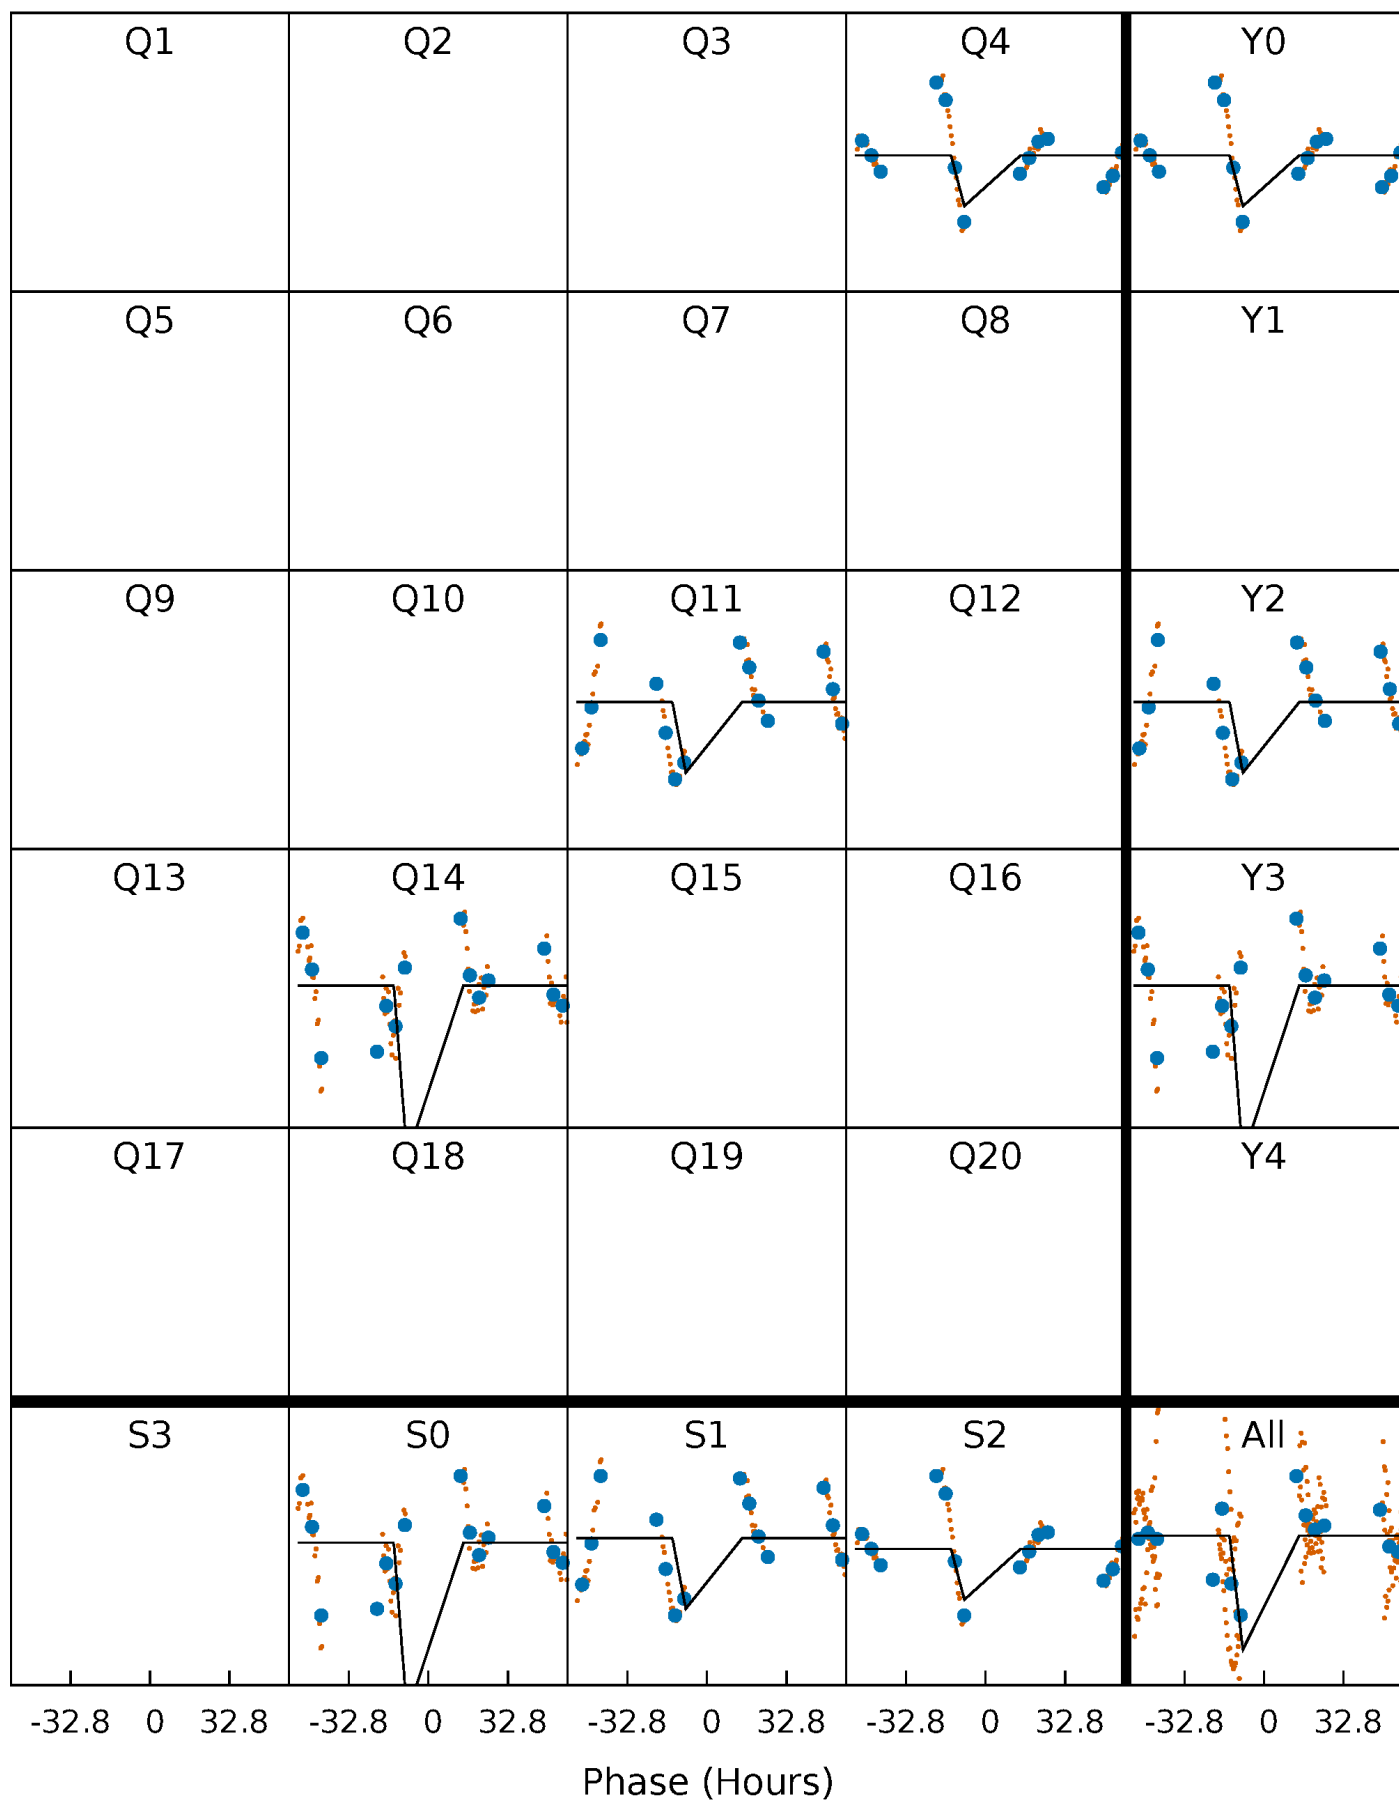 Q1 Q2 Q3 Q4 Y0
Q5 Q6 Q7 Q8 Y1
Q9 Q10 Q11 Q12 Y2
Q13 Q14 Q15 Q16 Y3
Q17 Q18 Q19 Q20 Y4
S3 S0 S1 S2 All
-32.8 0 32.8 -32.8 0 32.8 -32.8 0 32.8 -32.8 0 32.8 -32.8 0 32.8
Phase (Hours)